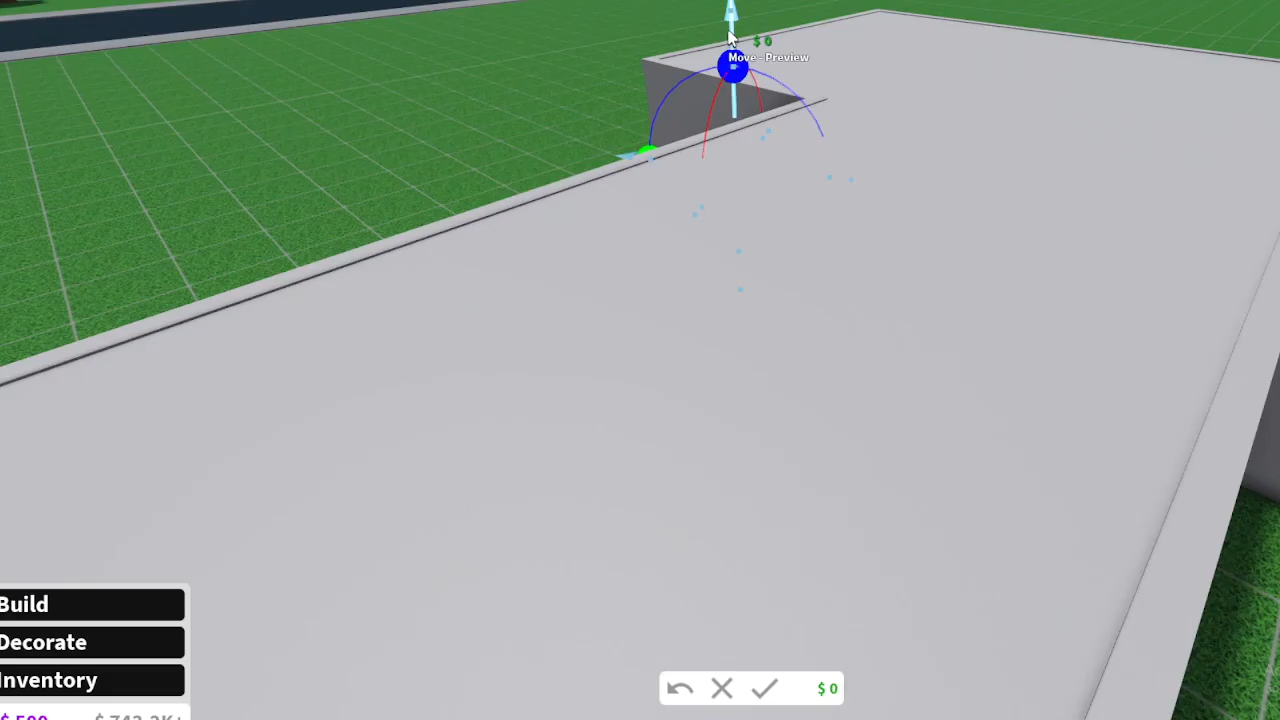 $ 0
Move - Preview
Build
Decorate
Inventory
$ 0